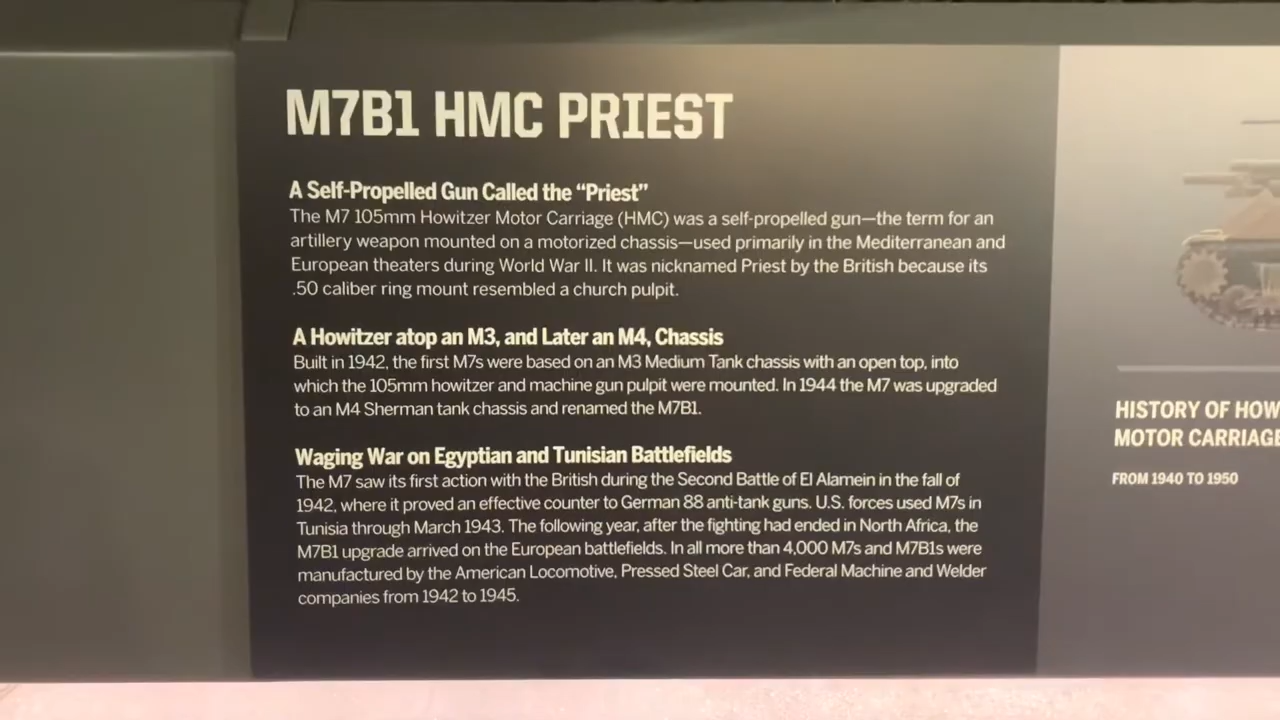 M7B1 HMC PRIEST
A Self-Propelled Gun Called the “Priest”
The M7 105mm Howitzer Motor Carriage (HMC) was a self-propelled gun—the term for an
artillery weapon mounted on a motorized chassis—used primarily in the Mediterranean and
European theaters during World War II. It was nicknamed Priest by the British because its
.50 caliber ring mount resembled a church pulpit.
A Howitzer atop an M3, and Later an M4, Chassis
Built in 1942, the first M7s were based on an M3 Medium Tank chassis with an open top, into
which the 105mm howitzer and machine gun pulpit were mounted. In 1944 the M7 was upgraded
to an M4 Sherman tank chassis and renamed the M7B1.
Waging War on Egyptian and Tunisian Battlefields
The M7 saw its first action with the British during the Second Battle of El Alamein in the fall of
1942, where it proved an effective counter to German 88 anti-tank guns. U.S. forces used M7s in
Tunisia through March 1943. The following year, after the fighting had ended in North Africa, the
M7B1 upgrade arrived on the European battlefields. In all more than 4,000 M7s and M7B1s were
manufactured by the American Locomotive, Pressed Steel Car, and Federal Machine and Welder
companies from 1942 to 1945.
HISTORY OF HOW
MOTOR CARRIAGE
FROM 1940 TO 1950